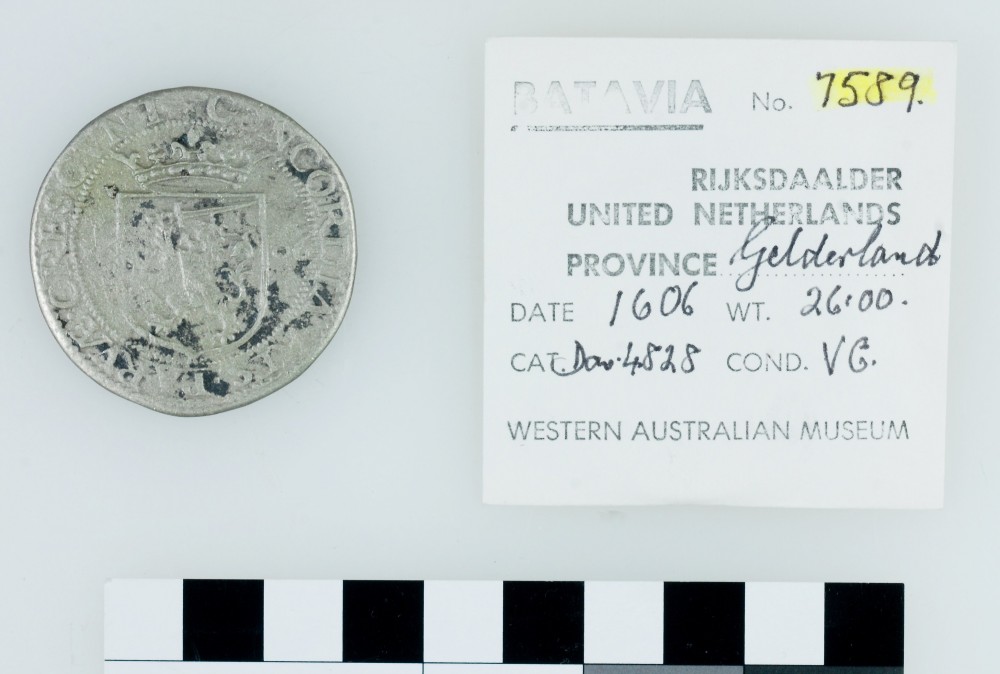 BATAVIA No. 7589.
RIJKSDAALDER
UNITED NETHERLANDS
PROVINCE Gelderland
DATE 1606 WT. 26.00.
CAT. Dav. 4828 COND. VG.
WESTERN AUSTRALIAN MUSEUM